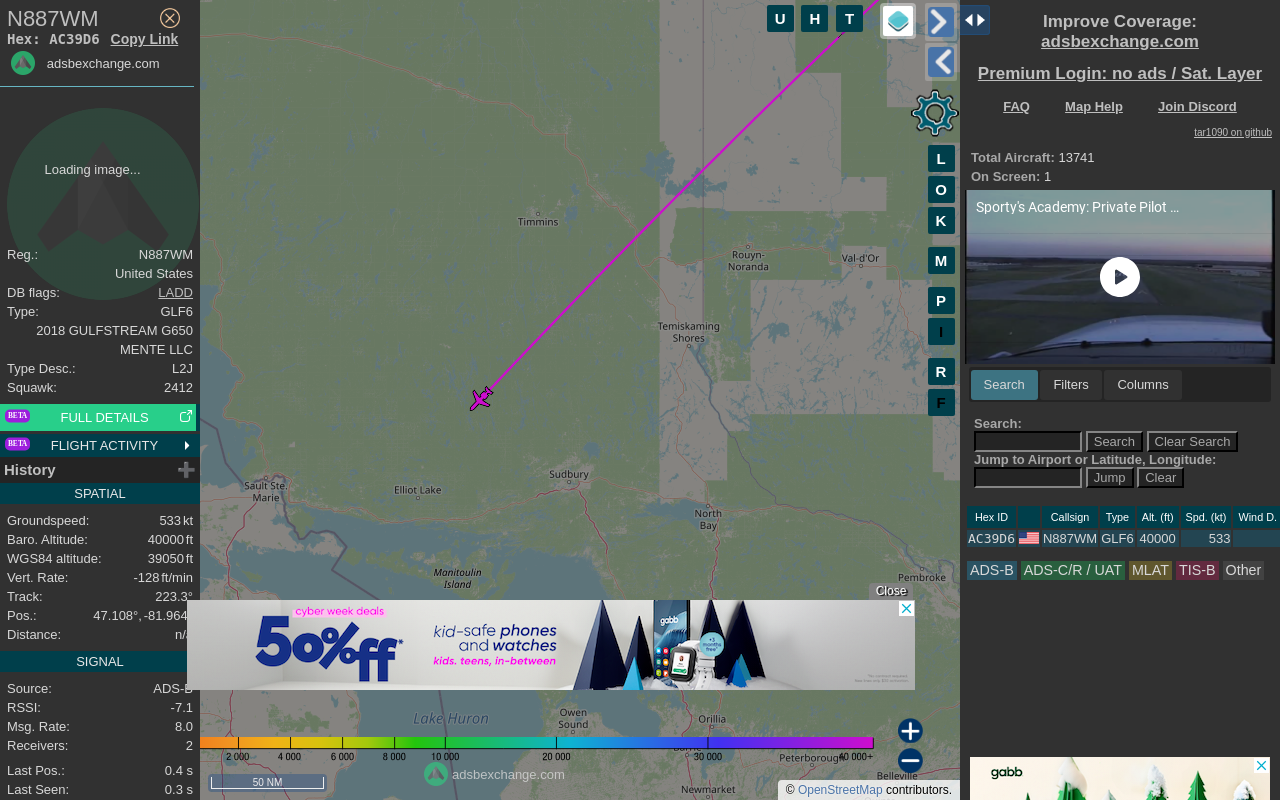 N887WM
Hex: AC39D6 Copy Link
adsbexchange.com
Loading image...
Reg.: N887WM
United States
DB flags: LADD
Type: GLF6
2018 GULFSTREAM G650
MENTE LLC
Type Desc.: L2J
Squawk: 2412
BETA FULL DETAILS
BETA FLIGHT ACTIVITY
History
SPATIAL
Groundspeed: 533 kt
Baro. Altitude: 40000 ft
WGS84 altitude: 39050 ft
Vert. Rate: -128 ft/min
Track: 223.3°
Pos.: 47.108°, -81.964
Distance: n/a
SIGNAL
Source: ADS-B
RSSI: -7.1
Msg. Rate: 8.0
Receivers: 2
Last Pos.: 0.4 s
Last Seen: 0.3 s
U H T
L
O
K
M
P
I
R
F
Timmins
Rouyn-
Noranda
Val-d'Or
Temiskaming
Shores
Sudbury
Sault Ste.
Marie
Elliot Lake
North
Bay
Manitoulin
Island
Pembroke
Close
cyber week deals
50% off*
kid-safe phones
and watches
kids. teens, in-between
gabb
+3
months
free*
Lake Huron
Owen
Sound
Orillia
Barrie
Peterborough
Belleville
Newmarket
2 000 4 000 6 000 8 000 10 000 20 000 30 000 40 000+
adsbexchange.com
50 NM
© OpenStreetMap contributors.
Improve Coverage:
adsbexchange.com
Premium Login: no ads / Sat. Layer
FAQ Map Help Join Discord
tar1090 on github
Total Aircraft: 13741
On Screen: 1
Sporty's Academy: Private Pilot …
Search Filters Columns
Search:
Search Clear Search
Jump to Airport or Latitude, Longitude:
Jump Clear
Hex ID Callsign Type Alt. (ft) Spd. (kt) Wind D.
AC39D6 N887WM GLF6 40000 533
ADS-B ADS-C/R / UAT MLAT TIS-B Other
gabb